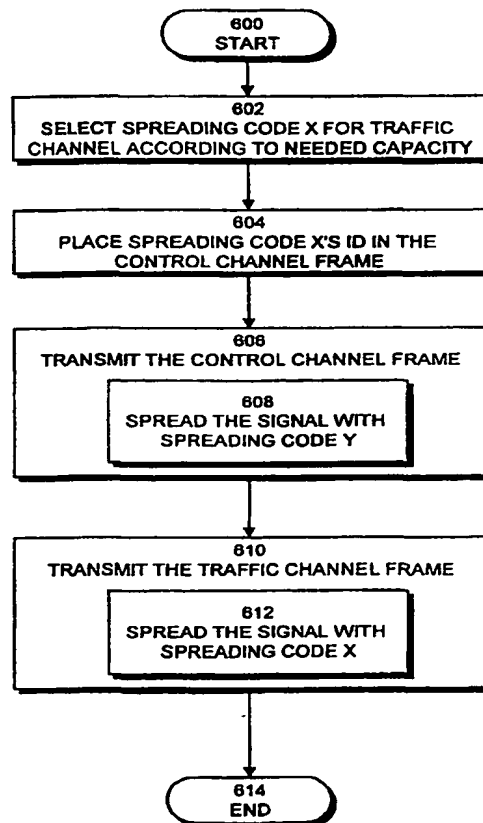 600
START
602
SELECT SPREADING CODE X FOR TRAFFIC
CHANNEL ACCORDING TO NEEDED CAPACITY
604
PLACE SPREADING CODE X'S ID IN THE
CONTROL CHANNEL FRAME
606
TRANSMIT THE CONTROL CHANNEL FRAME
608
SPREAD THE SIGNAL WITH
SPREADING CODE Y
610
TRANSMIT THE TRAFFIC CHANNEL FRAME
612
SPREAD THE SIGNAL WITH
SPREADING CODE X
614
END